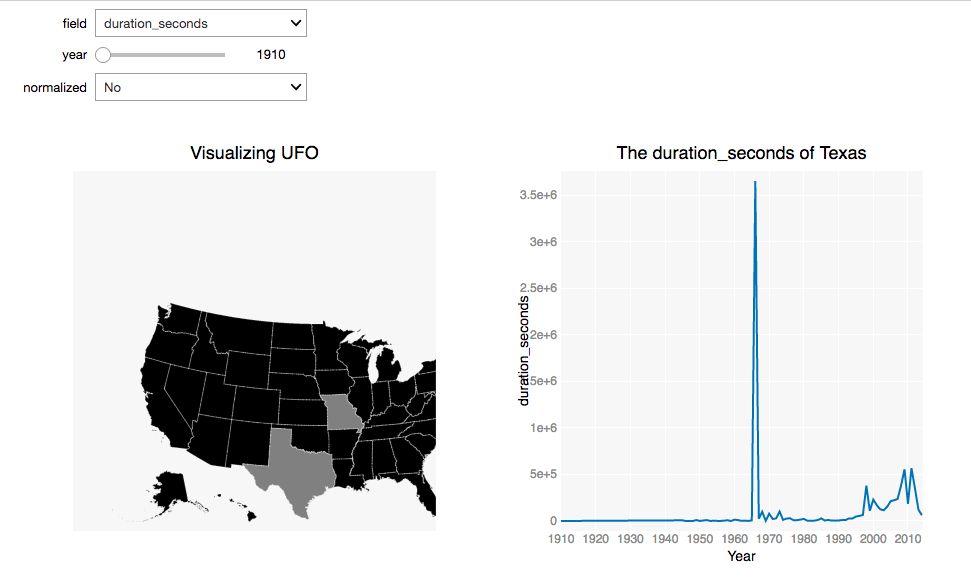 field duration_seconds
year 1910
normalized No
Visualizing UFO
The duration_seconds of Texas
3.5e+6
3e+6
2.5e+6
2e+6
1.5e+6
1e+6
5e+5
0
duration_seconds
1910 1920 1930 1940 1950 1960 1970 1980 1990 2000 2010
Year